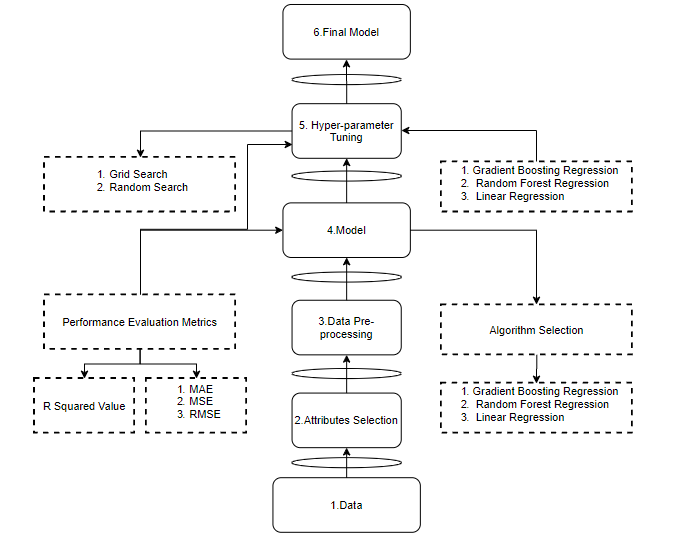 6.Final Model
5. Hyper-parameter
Tuning
1. Grid Search
2. Random Search
1. Gradient Boosting Regression
2. Random Forest Regression
3. Linear Regression
4.Model
Performance Evaluation Metrics
3.Data Pre-
processing
Algorithm Selection
R Squared Value
1. MAE
2. MSE
3. RMSE
2.Attributes Selection
1. Gradient Boosting Regression
2. Random Forest Regression
3. Linear Regression
1.Data